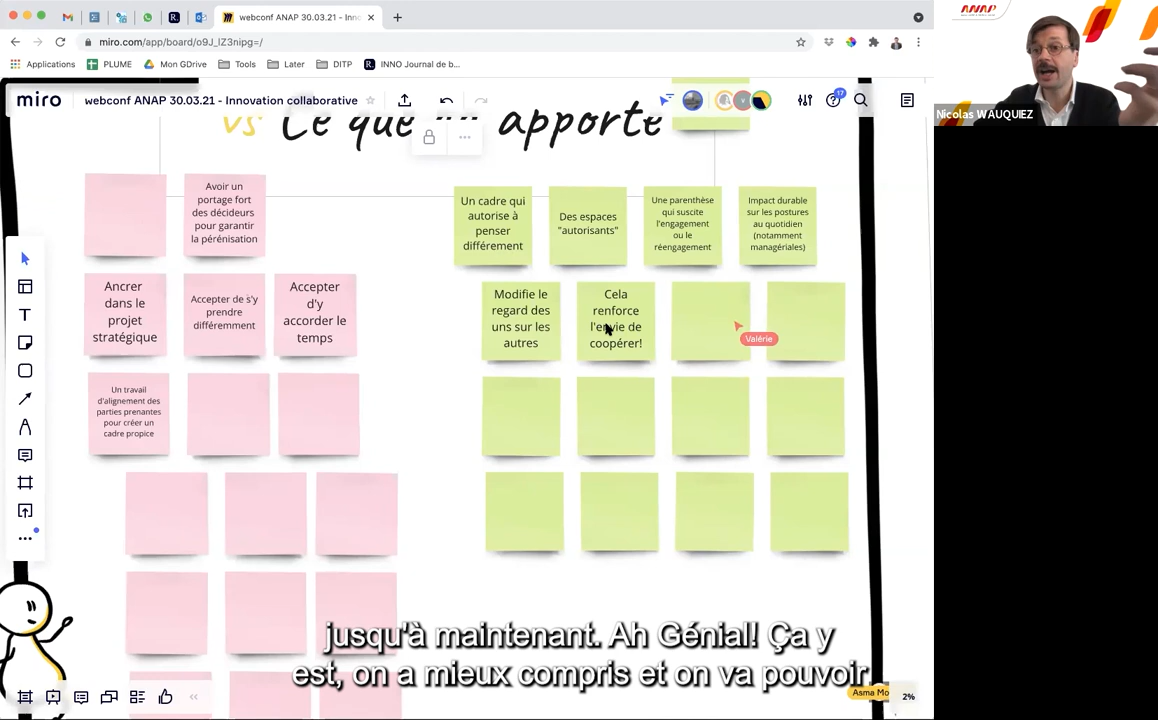 webconf ANAP 30.03.21 - Inno
miro.com/app/board/o9J_lZ3nipg=/
Applications
PLUME
Mon GDrive
Tools
Later
DITP
INNO Journal de b...
miro
webconf ANAP 30.03.21 - Innovation collaborative
17
vs Ce que apporte
Avoir un
portage fort
des décideurs
pour garantir
la pérénisation
Ancrer
dans le
projet
stratégique
Accepter de s'y
prendre
différemment
Accepter
d'y
accorder le
temps
Un travail
d'alignement des
parties prenantes
pour créer un
cadre propice
Un cadre qui
autorise à
penser
différement
Des espaces
"autorisants"
Une parenthèse
qui suscite
l'engagement
ou le
réengagement
Impact durable
sur les postures
au quotidien
(notamment
managériales)
Modifie le
regard des
uns sur les
autres
Cela
renforce
l'envie de
coopérer!
Valérie
jusqu'à maintenant. Ah Génial! Ça y
est, on a mieux compris et on va pouvoir
Asma Mo
2%
ANAP
Nicolas WAUQUIEZ